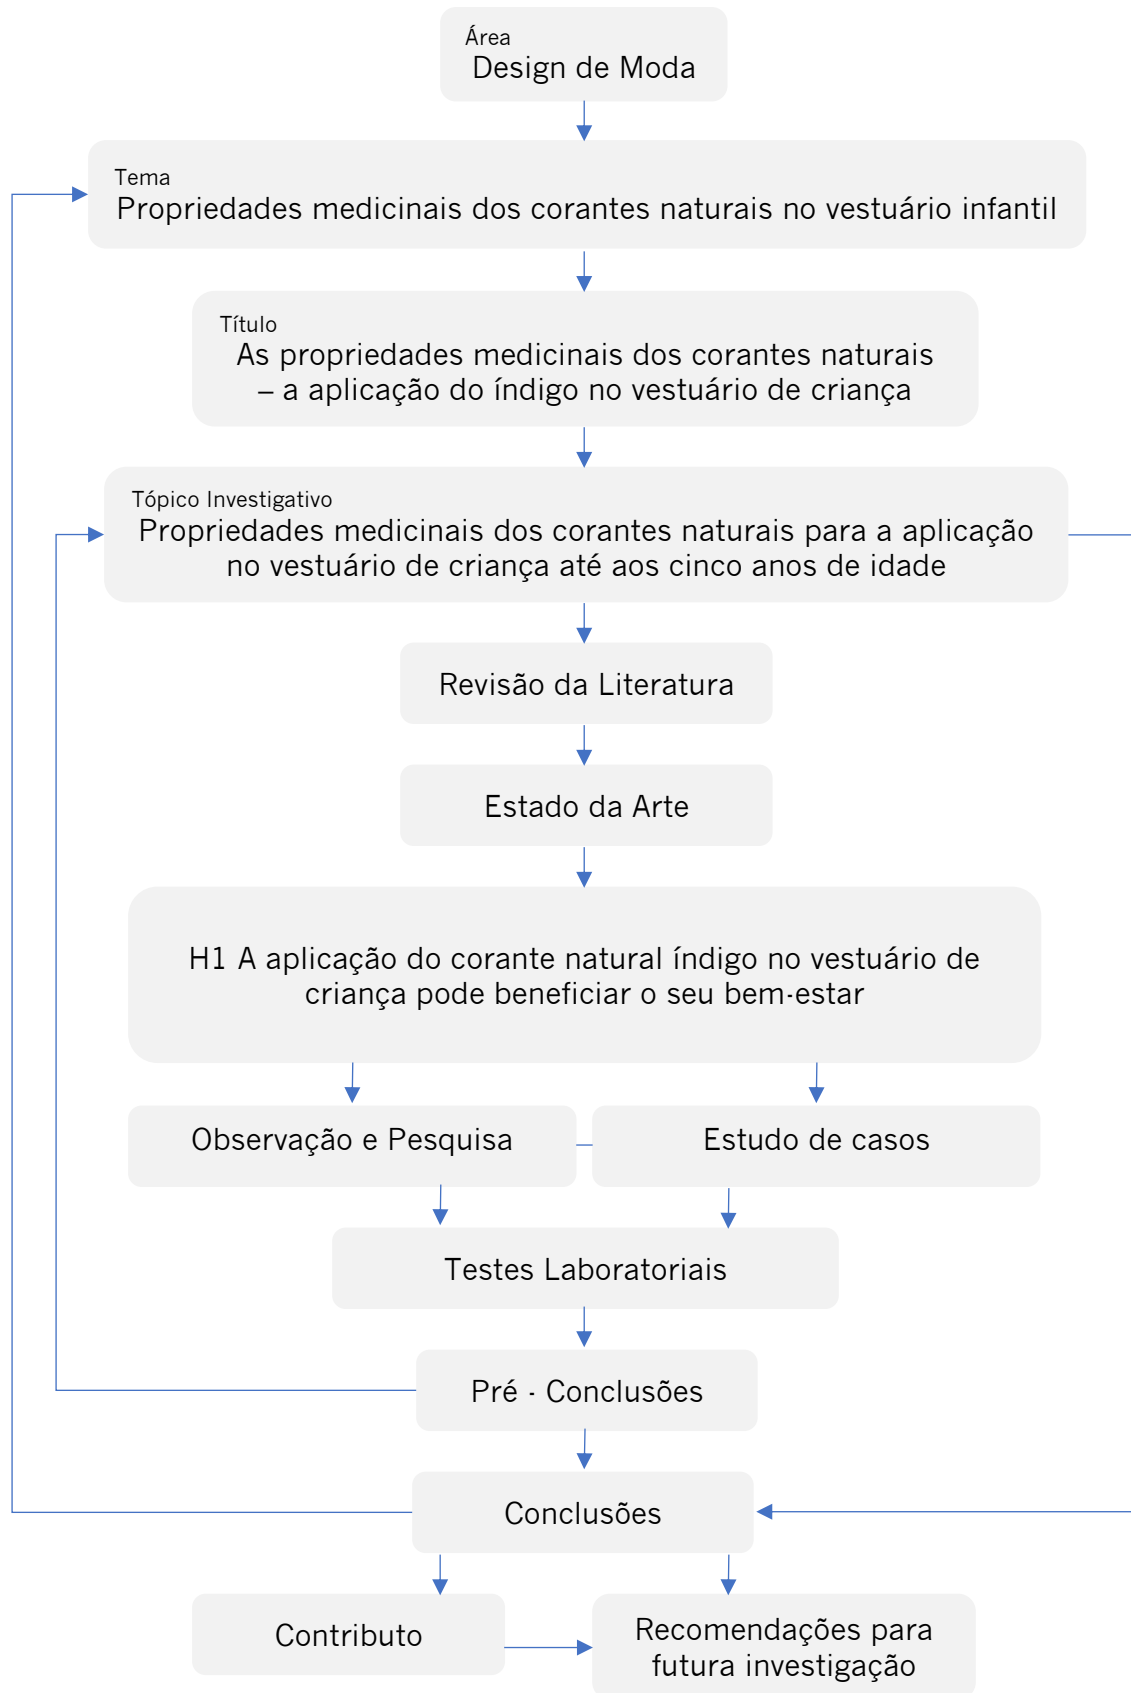 Área
Design de Moda
Tema
Propriedades medicinais dos corantes naturais no vestuário infantil
Título
As propriedades medicinais dos corantes naturais
– a aplicação do índigo no vestuário de criança
Tópico Investigativo
Propriedades medicinais dos corantes naturais para a aplicação
no vestuário de criança até aos cinco anos de idade
Revisão da Literatura
Estado da Arte
H1 A aplicação do corante natural índigo no vestuário de
criança pode beneficiar o seu bem-estar
Observação e Pesquisa
Estudo de casos
Testes Laboratoriais
Pré - Conclusões
Conclusões
Contributo
Recomendações para
futura investigação